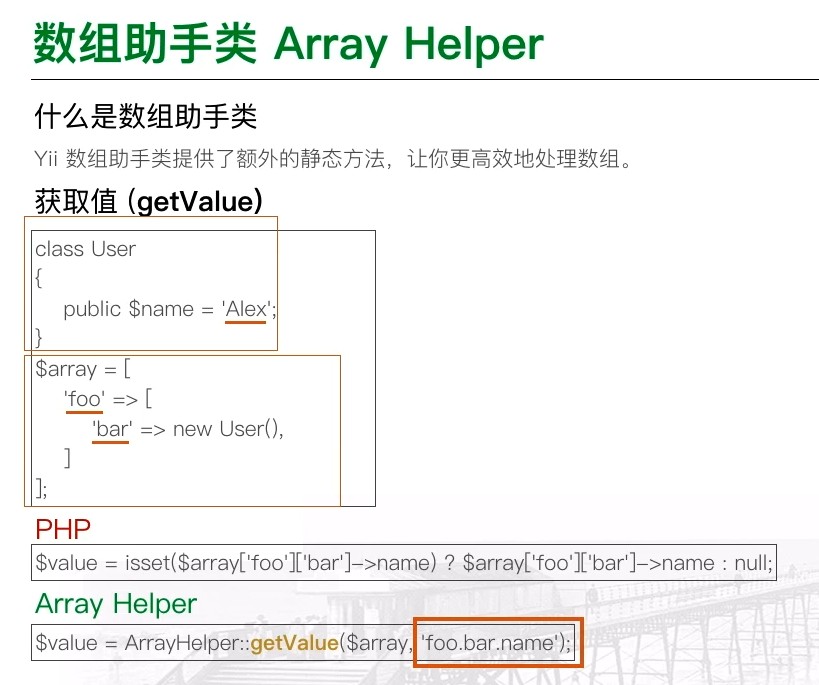 数组助手类 Array Helper
什么是数组助手类
Yii 数组助手类提供了额外的静态方法，让你更高效地处理数组。
获取值 (getValue)
class User
{
public $name = 'Alex';
}
$array = [
'foo' => [
'bar' => new User(),
]
];
PHP
$value = isset($array['foo']['bar']->name) ? $array['foo']['bar']->name : null;
Array Helper
$value = ArrayHelper::getValue($array, 'foo.bar.name');